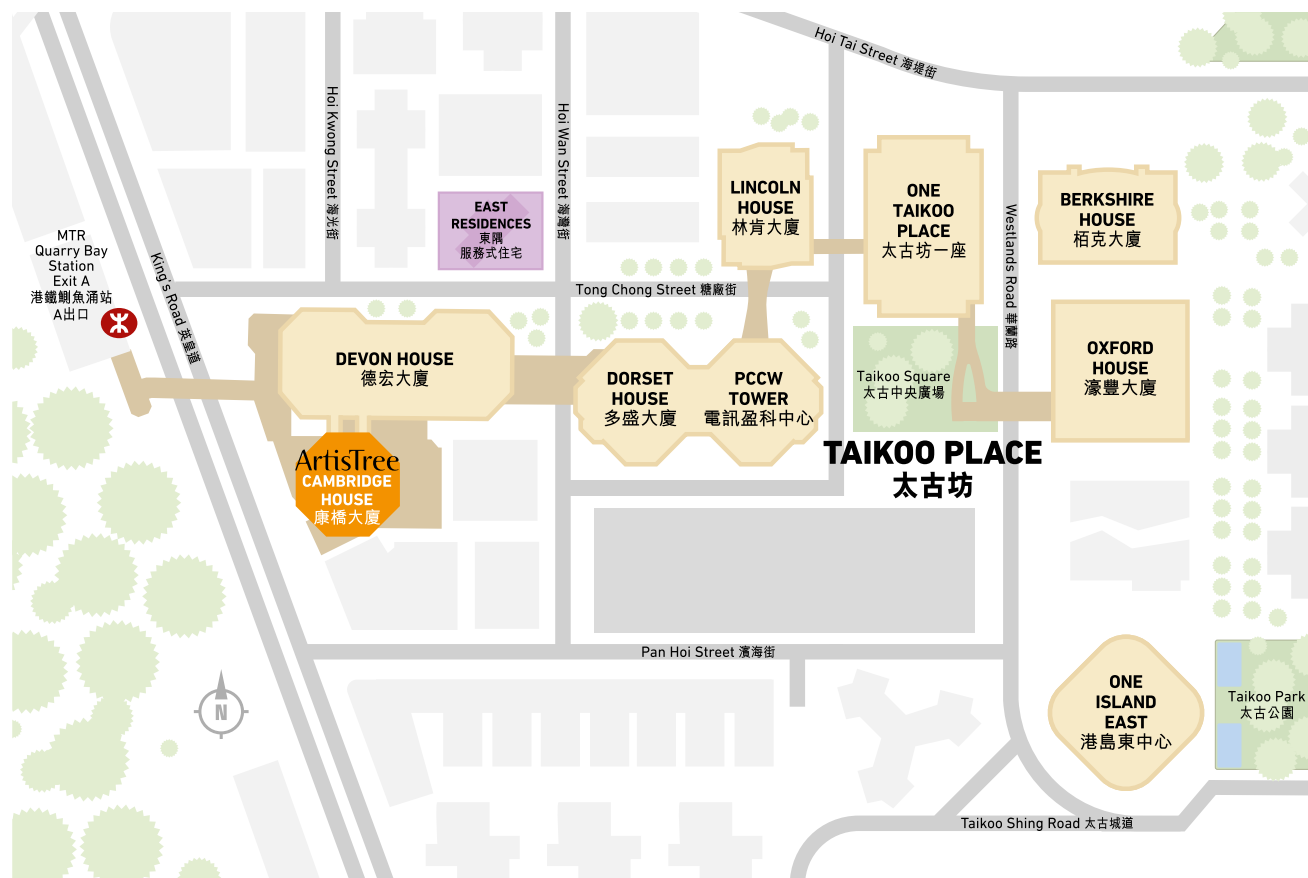 Hoi Tai Street 海堤街
Hoi Kwong Street 海光街
Hoi Wan Street 海灣街
EAST
RESIDENCES
東隅
服務式住宅
LINCOLN
HOUSE
林肯大廈
ONE
TAIKOO
PLACE
太古坊一座
BERKSHIRE
HOUSE
栢克大廈
Westlands Road 華蘭路
MTR
Quarry Bay
Station
Exit A
港鐵鰂魚涌站
A出口
King's Road 英皇道
Tong Chong Street 糖廠街
DEVON HOUSE
德宏大廈
DORSET
HOUSE
多盛大廈
PCCW
TOWER
電訊盈科中心
Taikoo Square
太古中央廣場
OXFORD
HOUSE
濠豐大廈
ArtisTree
CAMBRIDGE
HOUSE
康橋大廈
TAIKOO PLACE
太古坊
Pan Hoi Street 濱海街
N
ONE
ISLAND
EAST
港島東中心
Taikoo Park
太古公園
Taikoo Shing Road 太古城道